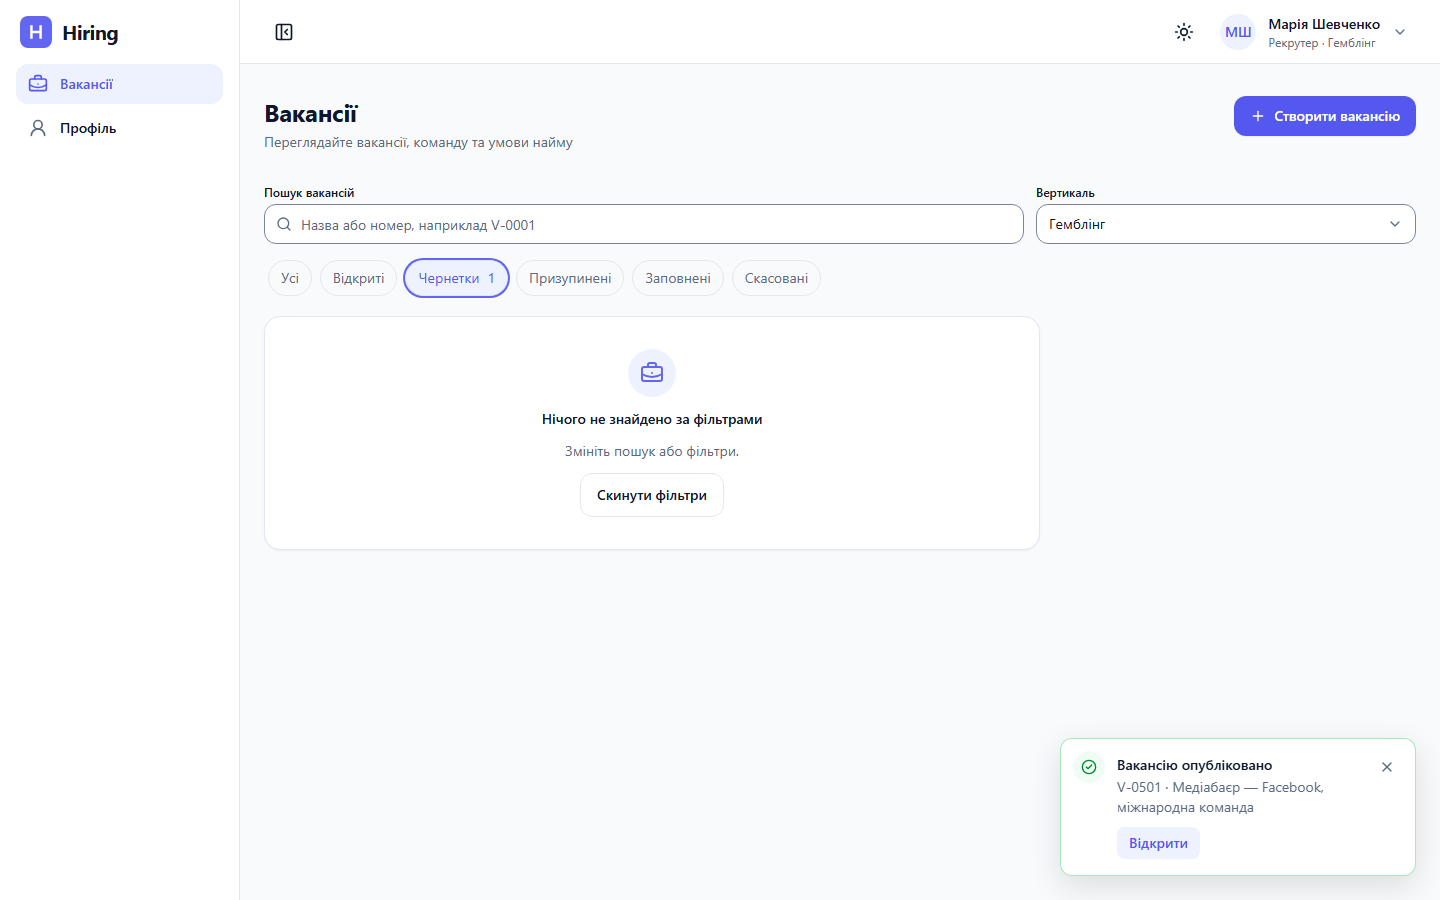 H Hiring
Вакансії
Профіль
МШ
Марія Шевченко
Рекрутер · Гемблінг
Вакансії
Переглядайте вакансії, команду та умови найму
+ Створити вакансію
Пошук вакансій
Назва або номер, наприклад V-0001
Вертикаль
Гемблінг
Усі
Відкриті
Чернетки 1
Призупинені
Заповнені
Скасовані
Нічого не знайдено за фільтрами
Змініть пошук або фільтри.
Скинути фільтри
Вакансію опубліковано
V-0501 · Медіабаєр — Facebook,
міжнародна команда
Відкрити